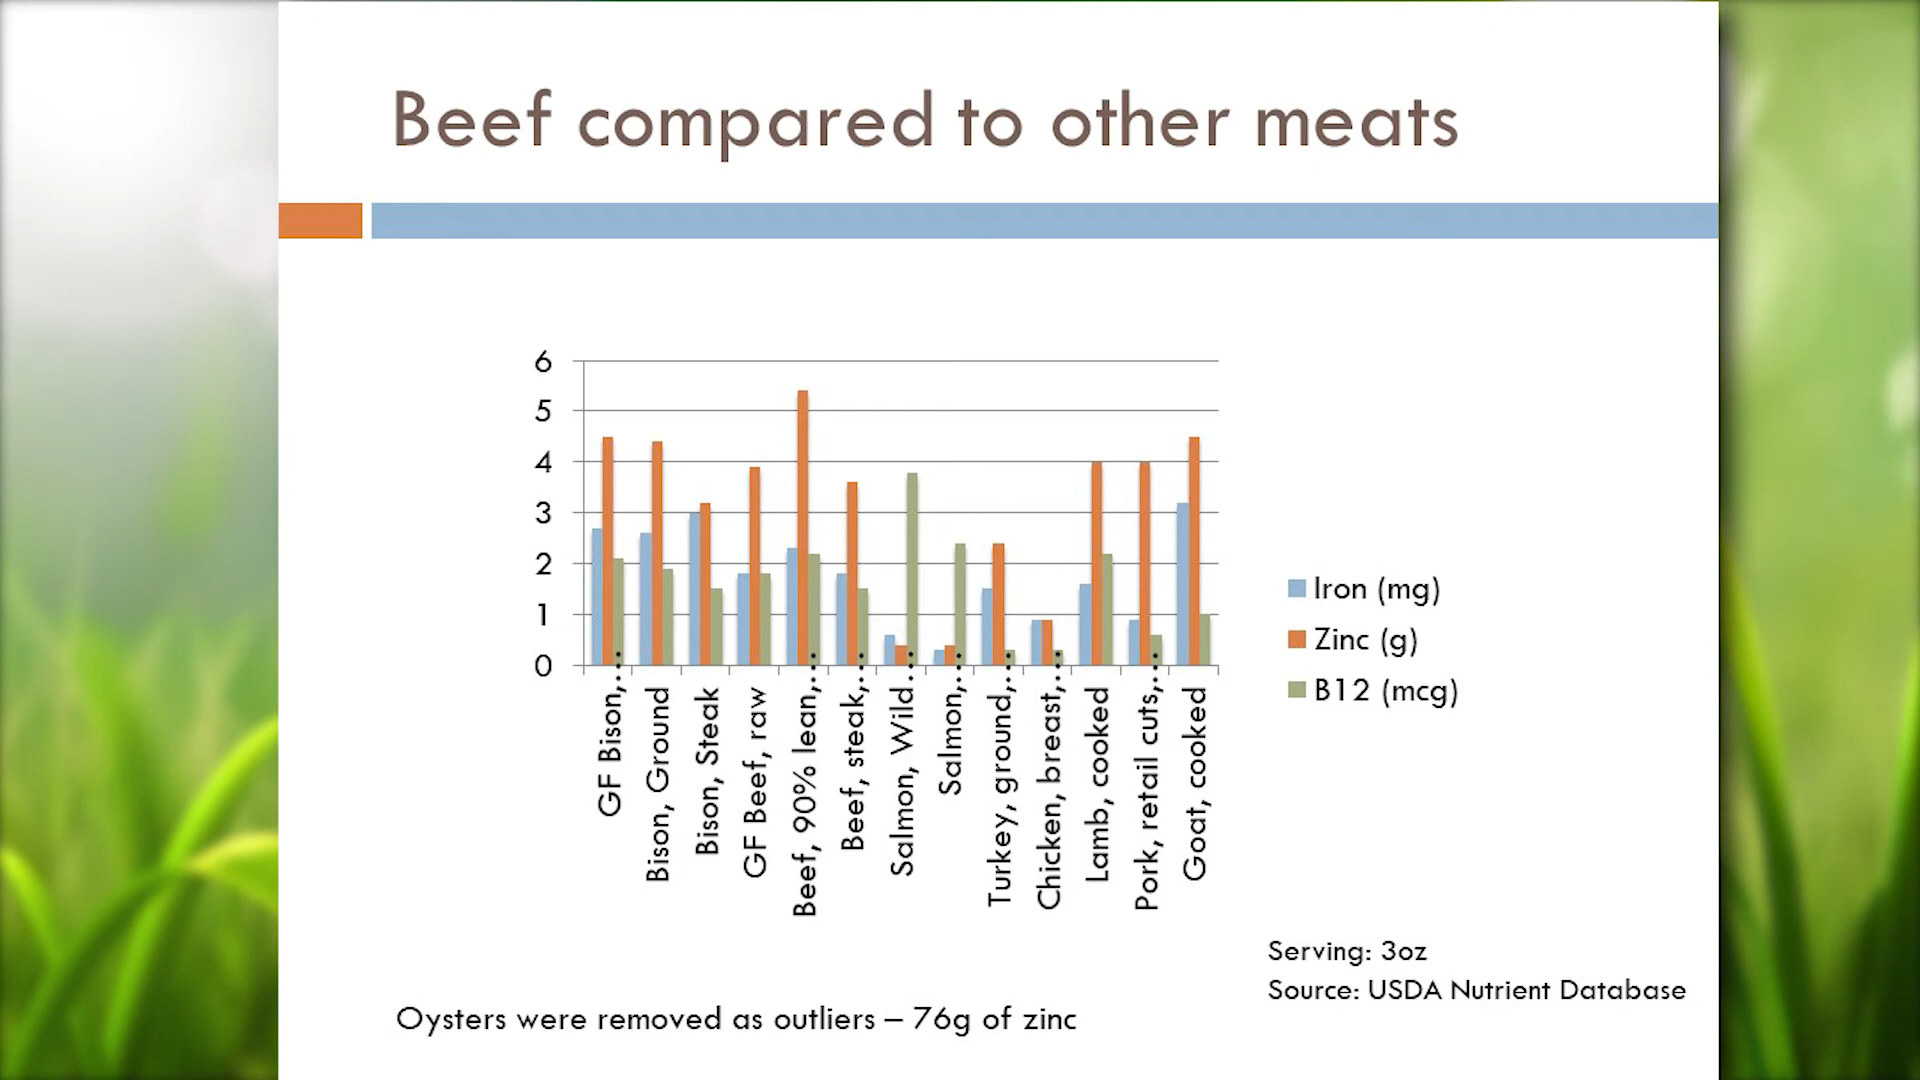 Beef compared to other meats
6
5
4
3
2
1
0
GF Bison,…
Bison, Ground
Bison, Steak
GF Beef, raw
Beef, 90% lean,…
Beef, steak,…
Salmon, Wild…
Salmon,…
Turkey, ground,…
Chicken, breast,…
Lamb, cooked
Pork, retail cuts,…
Goat, cooked
Iron (mg)
Zinc (g)
B12 (mcg)
Serving: 3oz
Source: USDA Nutrient Database
Oysters were removed as outliers – 76g of zinc